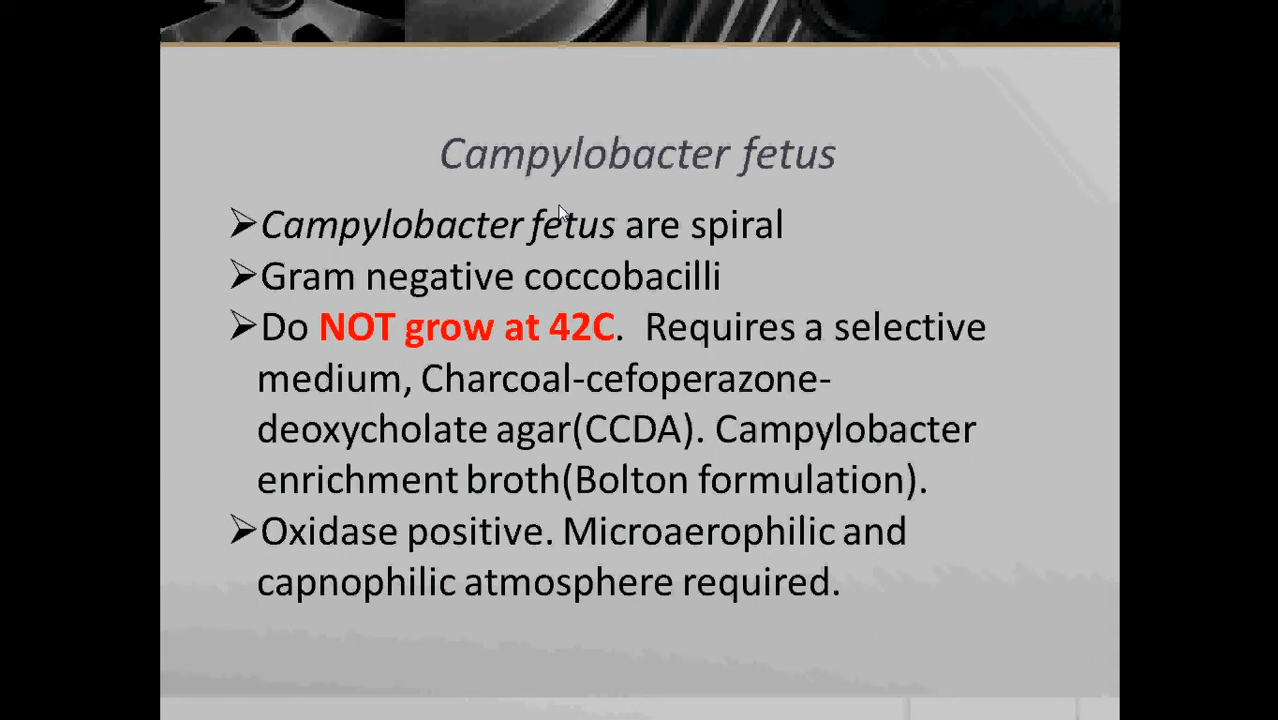 Campylobacter fetus
➢Campylobacter fetus are spiral
➢Gram negative coccobacilli
➢Do NOT grow at 42C.  Requires a selective
medium, Charcoal-cefoperazone-
deoxycholate agar(CCDA). Campylobacter
enrichment broth(Bolton formulation).
➢Oxidase positive. Microaerophilic and
capnophilic atmosphere required.